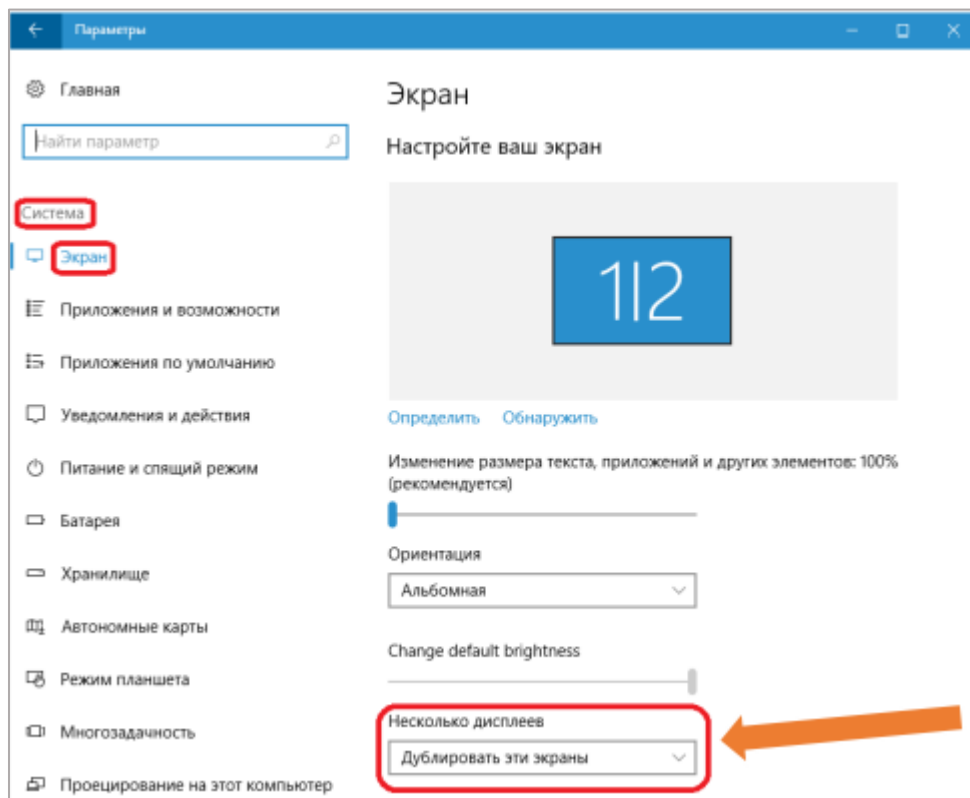 Параметры
Главная
Найти параметр
Система
Экран
Приложения и возможности
Приложения по умолчанию
Уведомления и действия
Питание и спящий режим
Батарея
Хранилище
Автономные карты
Режим планшета
Многозадачность
Проецирование на этот компьютер
Экран
Настройте ваш экран
1|2
Определить Обнаружить
Изменение размера текста, приложений и других элементов: 100%
(рекомендуется)
Ориентация
Альбомная
Change default brightness
Несколько дисплеев
Дублировать эти экраны